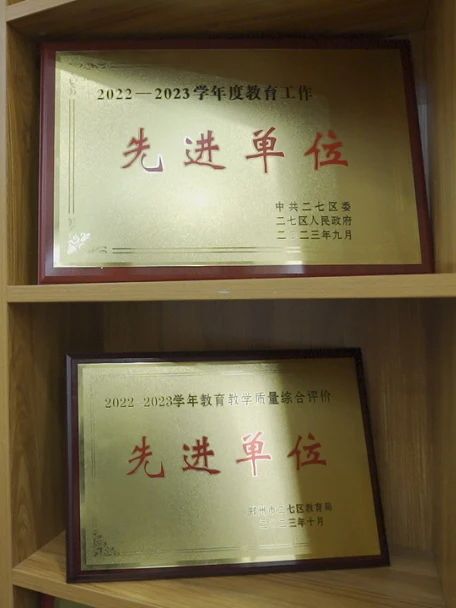 2022—2023学年度教育工作
先进单位
中共二七区委
二七区人民政府
二〇二三年九月
2022-2023学年教育教学质量综合评价
先进单位
郑州市二七区教育局
二〇二三年十月